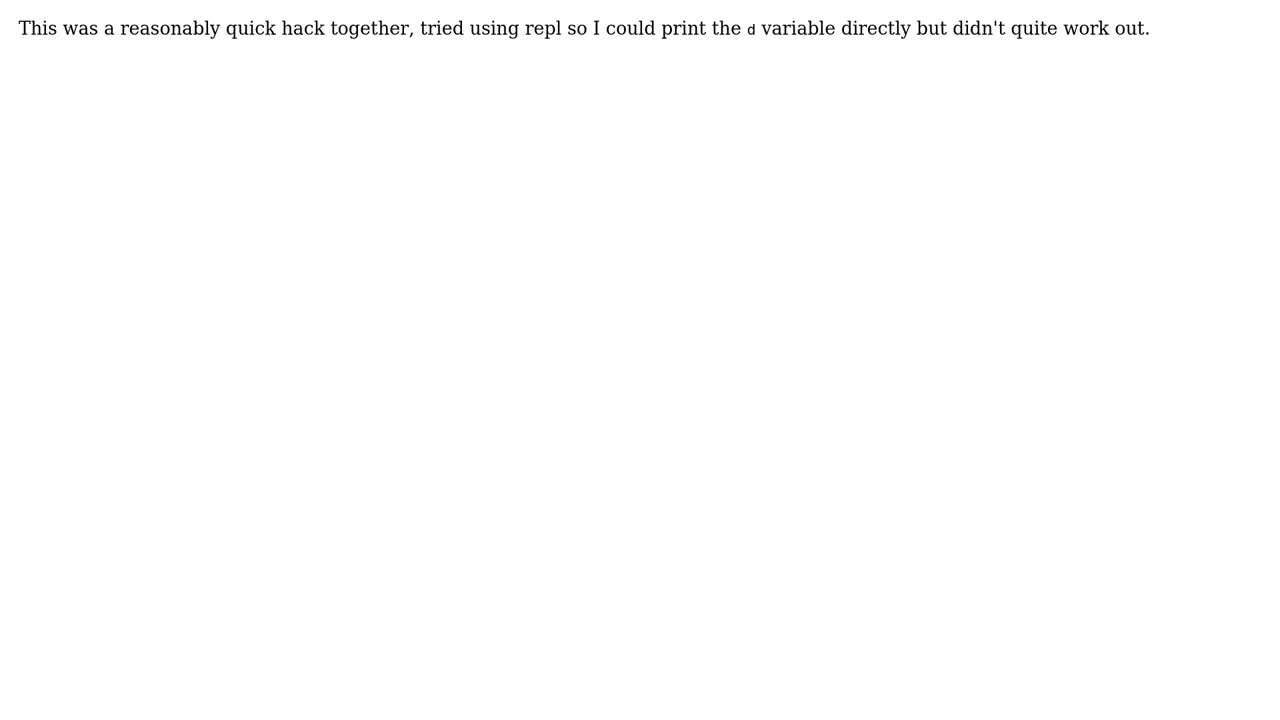 This was a reasonably quick hack together, tried using repl so I could print the d variable directly but didn't quite work out.